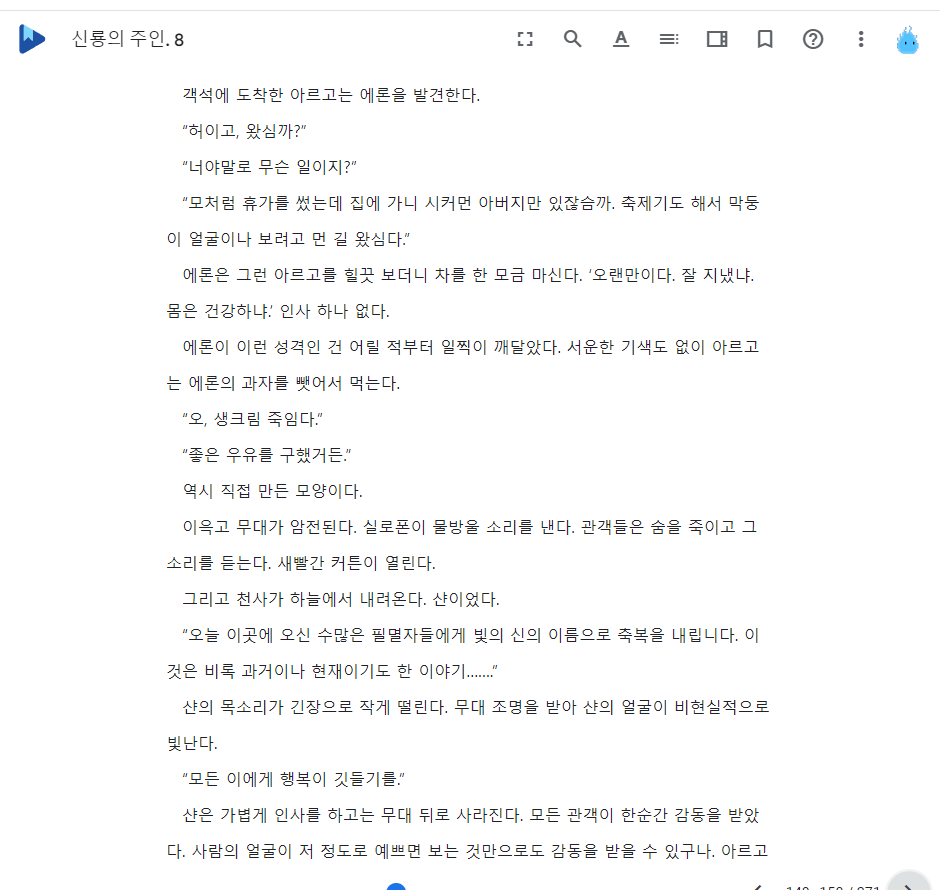 신룡의 주인. 8
객석에 도착한 아르고는 에론을 발견한다.
“허이고, 왔심까?”
“너야말로 무슨 일이지?”
“모처럼 휴가를 썼는데 집에 가니 시커먼 아버지만 있잖슴까. 축제기도 해서 막둥
이 얼굴이나 보려고 먼 길 왔심다.”
에론은 그런 아르고를 힐끗 보더니 차를 한 모금 마신다. ‘오랜만이다. 잘 지냈냐.
몸은 건강하냐.’ 인사 하나 없다.
에론이 이런 성격인 건 어릴 적부터 일찍이 깨달았다. 서운한 기색도 없이 아르고
는 에론의 과자를 뺏어서 먹는다.
“오, 생크림 죽임다.”
“좋은 우유를 구했거든.”
역시 직접 만든 모양이다.
이윽고 무대가 암전된다. 실로폰이 물방울 소리를 낸다. 관객들은 숨을 죽이고 그
소리를 듣는다. 새빨간 커튼이 열린다.
그리고 천사가 하늘에서 내려온다. 샨이었다.
“오늘 이곳에 오신 수많은 필멸자들에게 빛의 신의 이름으로 축복을 내립니다. 이
것은 비록 과거이나 현재이기도 한 이야기…….”
샨의 목소리가 긴장으로 작게 떨린다. 무대 조명을 받아 샨의 얼굴이 비현실적으로
빛난다.
“모든 이에게 행복이 깃들기를.”
샨은 가볍게 인사를 하고는 무대 뒤로 사라진다. 모든 관객이 한순간 감동을 받았
다. 사람의 얼굴이 저 정도로 예쁘면 보는 것만으로도 감동을 받을 수 있구나. 아르고